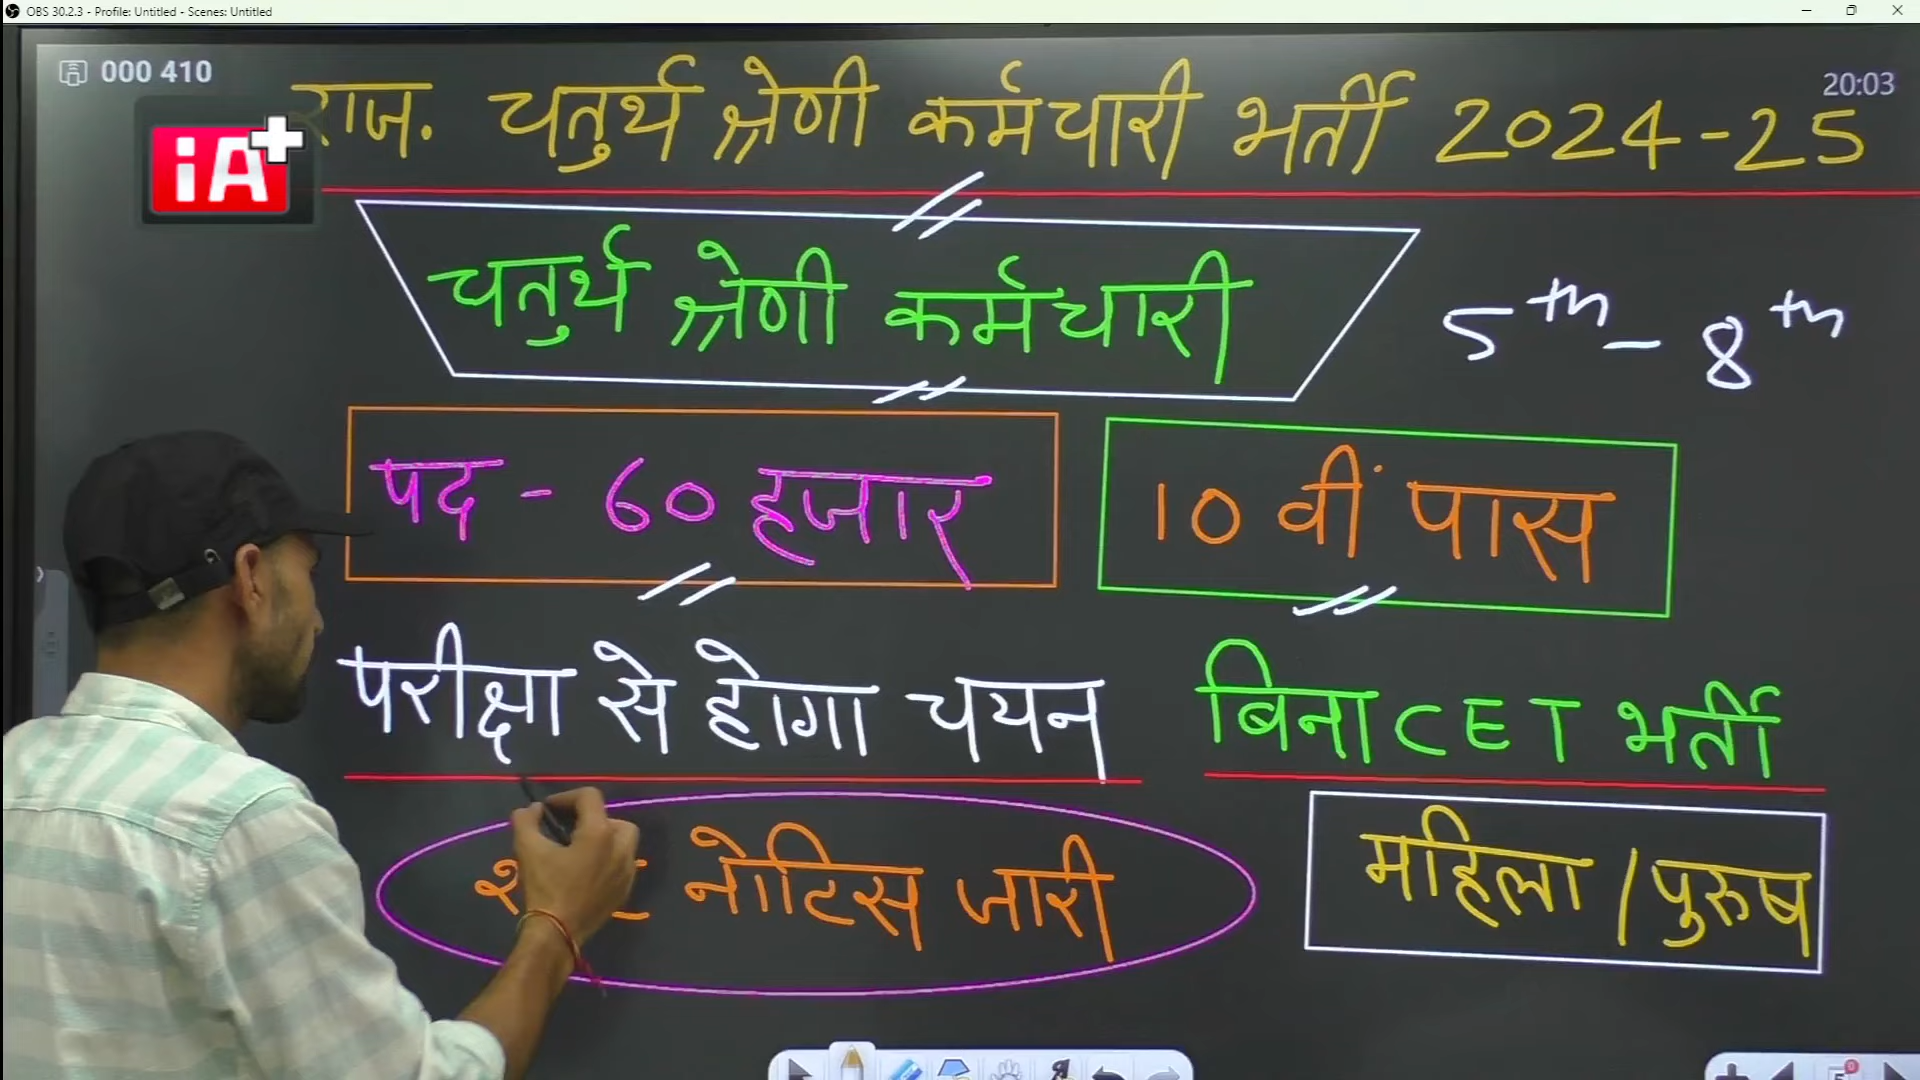 OBS 30.2.3 - Profile: Untitled - Scenes: Untitled
000 410
20:03
राज. चतुर्थ श्रेणी कर्मचारी भर्ती 2024-25
iA+
चतुर्थ श्रेणी कर्मचारी
5th - 8th
पद - 60 हजार
10 वीं पास
परीक्षा से होगा चयन
बिना CET भर्ती
नोटिस जारी
महिला / पुरुष